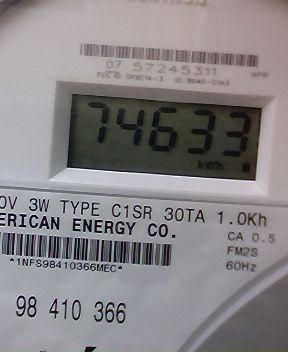 07 57245311
HPP
74633
kWh
0V 3W TYPE C1SR 30TA 1.0Kh
ERICAN ENERGY CO.
CA 0.5
FM2S
*1NFS98410366MEC*
60Hz
98 410 366